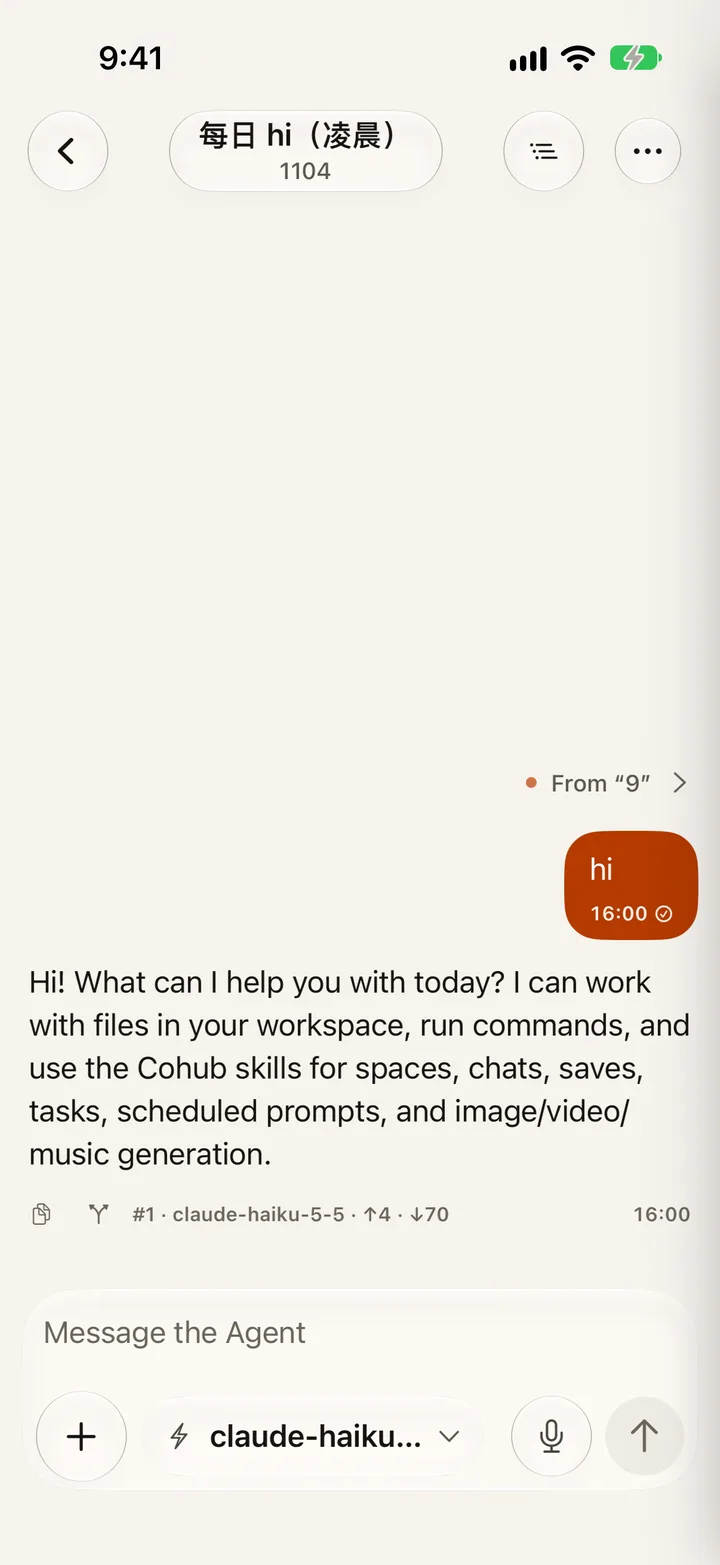 9:41
每日 hi（凌晨）
1104
From “9”
hi
16:00
Hi! What can I help you with today? I can work
with files in your workspace, run commands, and
use the Cohub skills for spaces, chats, saves,
tasks, scheduled prompts, and image/video/
music generation.
#1 · claude-haiku-5-5 · ↑4 · ↓70
16:00
Message the Agent
claude-haiku...